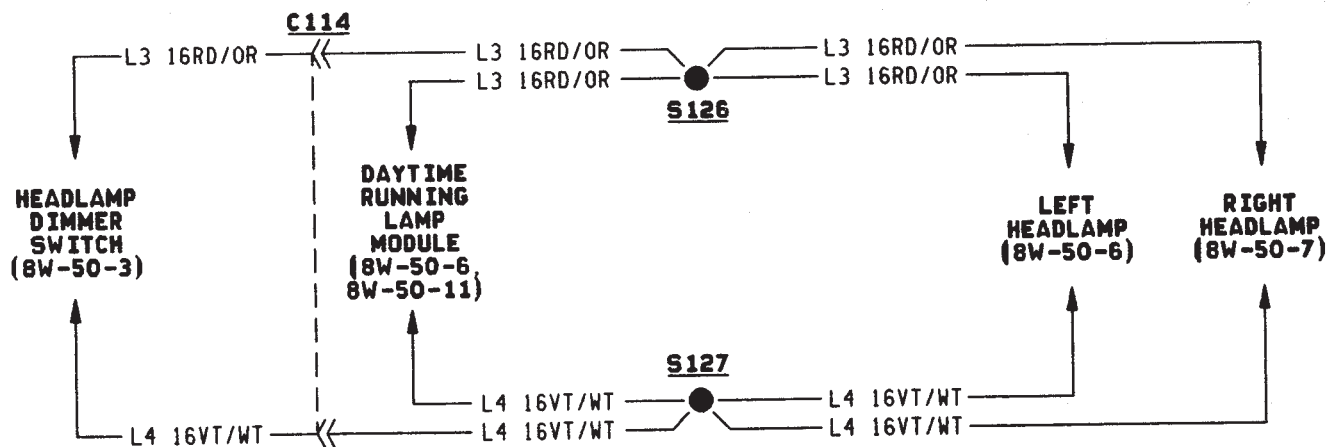 C114
L3 16RD/OR
L3 16RD/OR
L3 16RD/OR
L3 16RD/OR
L3 16RD/OR
S126
HEADLAMP
DIMMER
SWITCH
(8W-50-3)
DAYTIME
RUNNING
LAMP
MODULE
(8W-50-6,
8W-50-11)
LEFT
HEADLAMP
(8W-50-6)
RIGHT
HEADLAMP
(8W-50-7)
S127
L4 16VT/WT
L4 16VT/WT
L4 16VT/WT
L4 16VT/WT
L4 16VT/WT